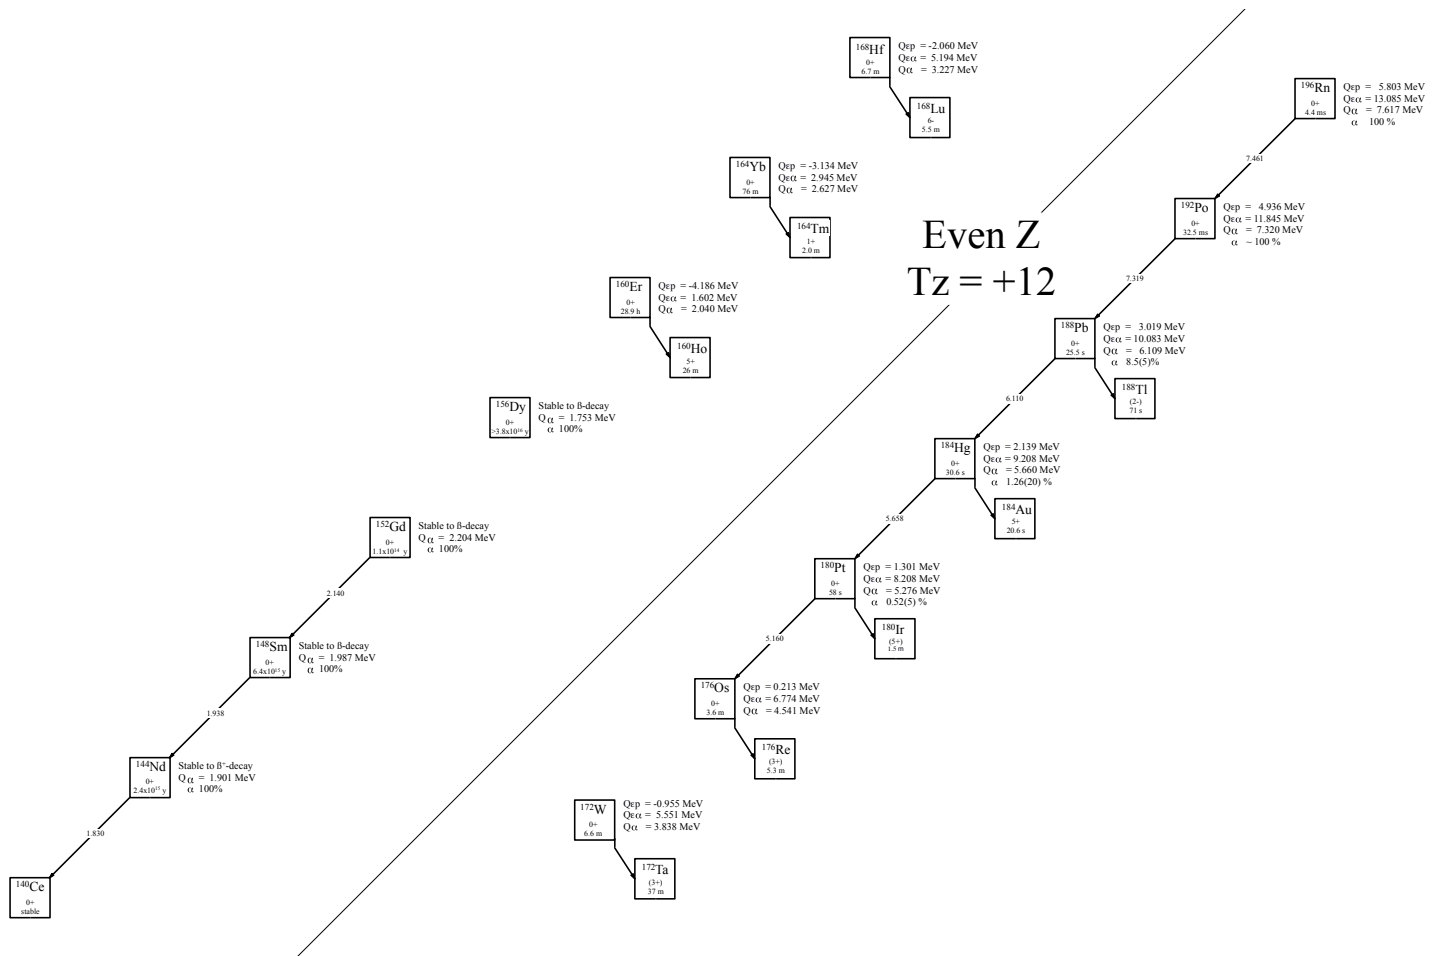 168Hf
0+
6.7 m
Qεp = -2.060 MeV
Qεα = 5.194 MeV
Qα = 3.227 MeV
168Lu
6-
5.5 m
196Rn
0+
4.4 ms
Qεp = 5.803 MeV
Qεα = 13.085 MeV
Qα = 7.617 MeV
α 100 %
7.461
164Yb
0+
76 m
Qεp = -3.134 MeV
Qεα = 2.945 MeV
Qα = 2.627 MeV
164Tm
1+
2.0 m
192Po
0+
32.5 ms
Qεp = 4.936 MeV
Qεα = 11.845 MeV
Qα = 7.320 MeV
α ~ 100 %
7.319
Even Z
Tz = +12
160Er
0+
28.9 h
Qεp = -4.186 MeV
Qεα = 1.602 MeV
Qα = 2.040 MeV
160Ho
5+
26 m
188Pb
0+
25.5 s
Qεp = 3.019 MeV
Qεα = 10.083 MeV
Qα = 6.109 MeV
α 8.5(5)%
188Tl
(2-)
71 s
6.110
156Dy
0+
>3.8x10¹⁶ y
Stable to ß-decay
Qα = 1.753 MeV
α 100%
184Hg
0+
30.6 s
Qεp = 2.139 MeV
Qεα = 9.208 MeV
Qα = 5.660 MeV
α 1.26(20) %
184Au
5+
20.6 s
5.658
152Gd
0+
1.1x10¹⁴ y
Stable to ß-decay
Qα = 2.204 MeV
α 100%
2.140
180Pt
0+
58 s
Qεp = 1.301 MeV
Qεα = 8.208 MeV
Qα = 5.276 MeV
α 0.52(5) %
180Ir
(5+)
1.5 m
5.160
148Sm
0+
6.4x10¹⁵ y
Stable to ß-decay
Qα = 1.987 MeV
α 100%
1.938
176Os
0+
3.6 m
Qεp = 0.213 MeV
Qεα = 6.774 MeV
Qα = 4.541 MeV
176Re
(3+)
5.3 m
144Nd
0+
2.4x10¹⁵ y
Stable to ß⁺-decay
Qα = 1.901 MeV
α 100%
1.830
172W
0+
6.6 m
Qεp = -0.955 MeV
Qεα = 5.551 MeV
Qα = 3.838 MeV
172Ta
(3+)
37 m
140Ce
0+
stable